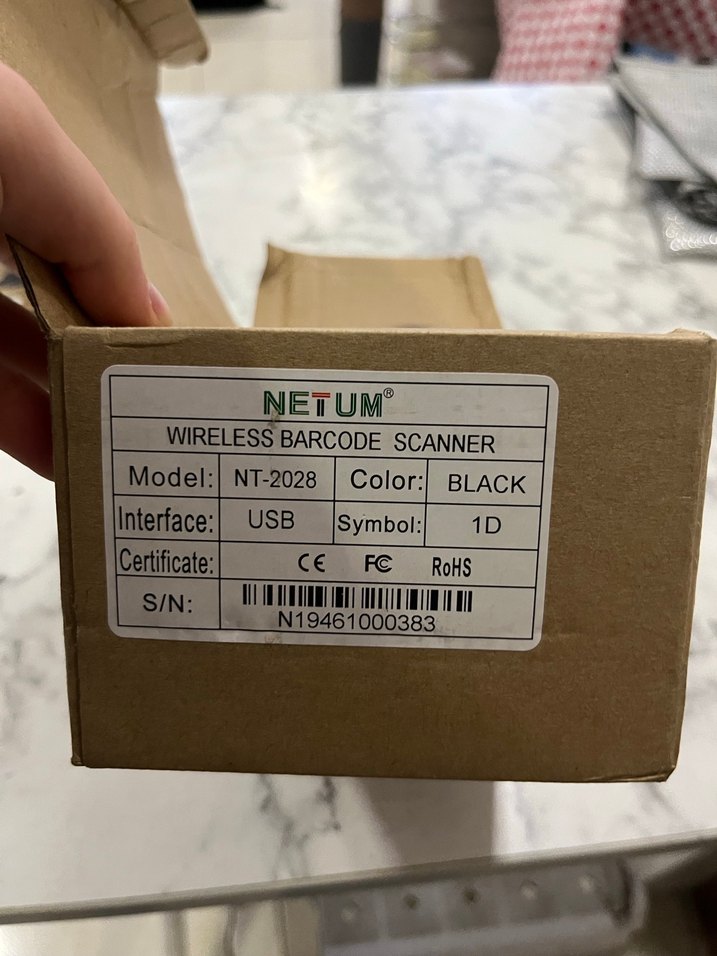 NETUM®
WIRELESS BARCODE SCANNER
Model: NT-2028 Color: BLACK
Interface: USB Symbol: 1D
Certificate: CE FC RoHS
S/N: N19461000383